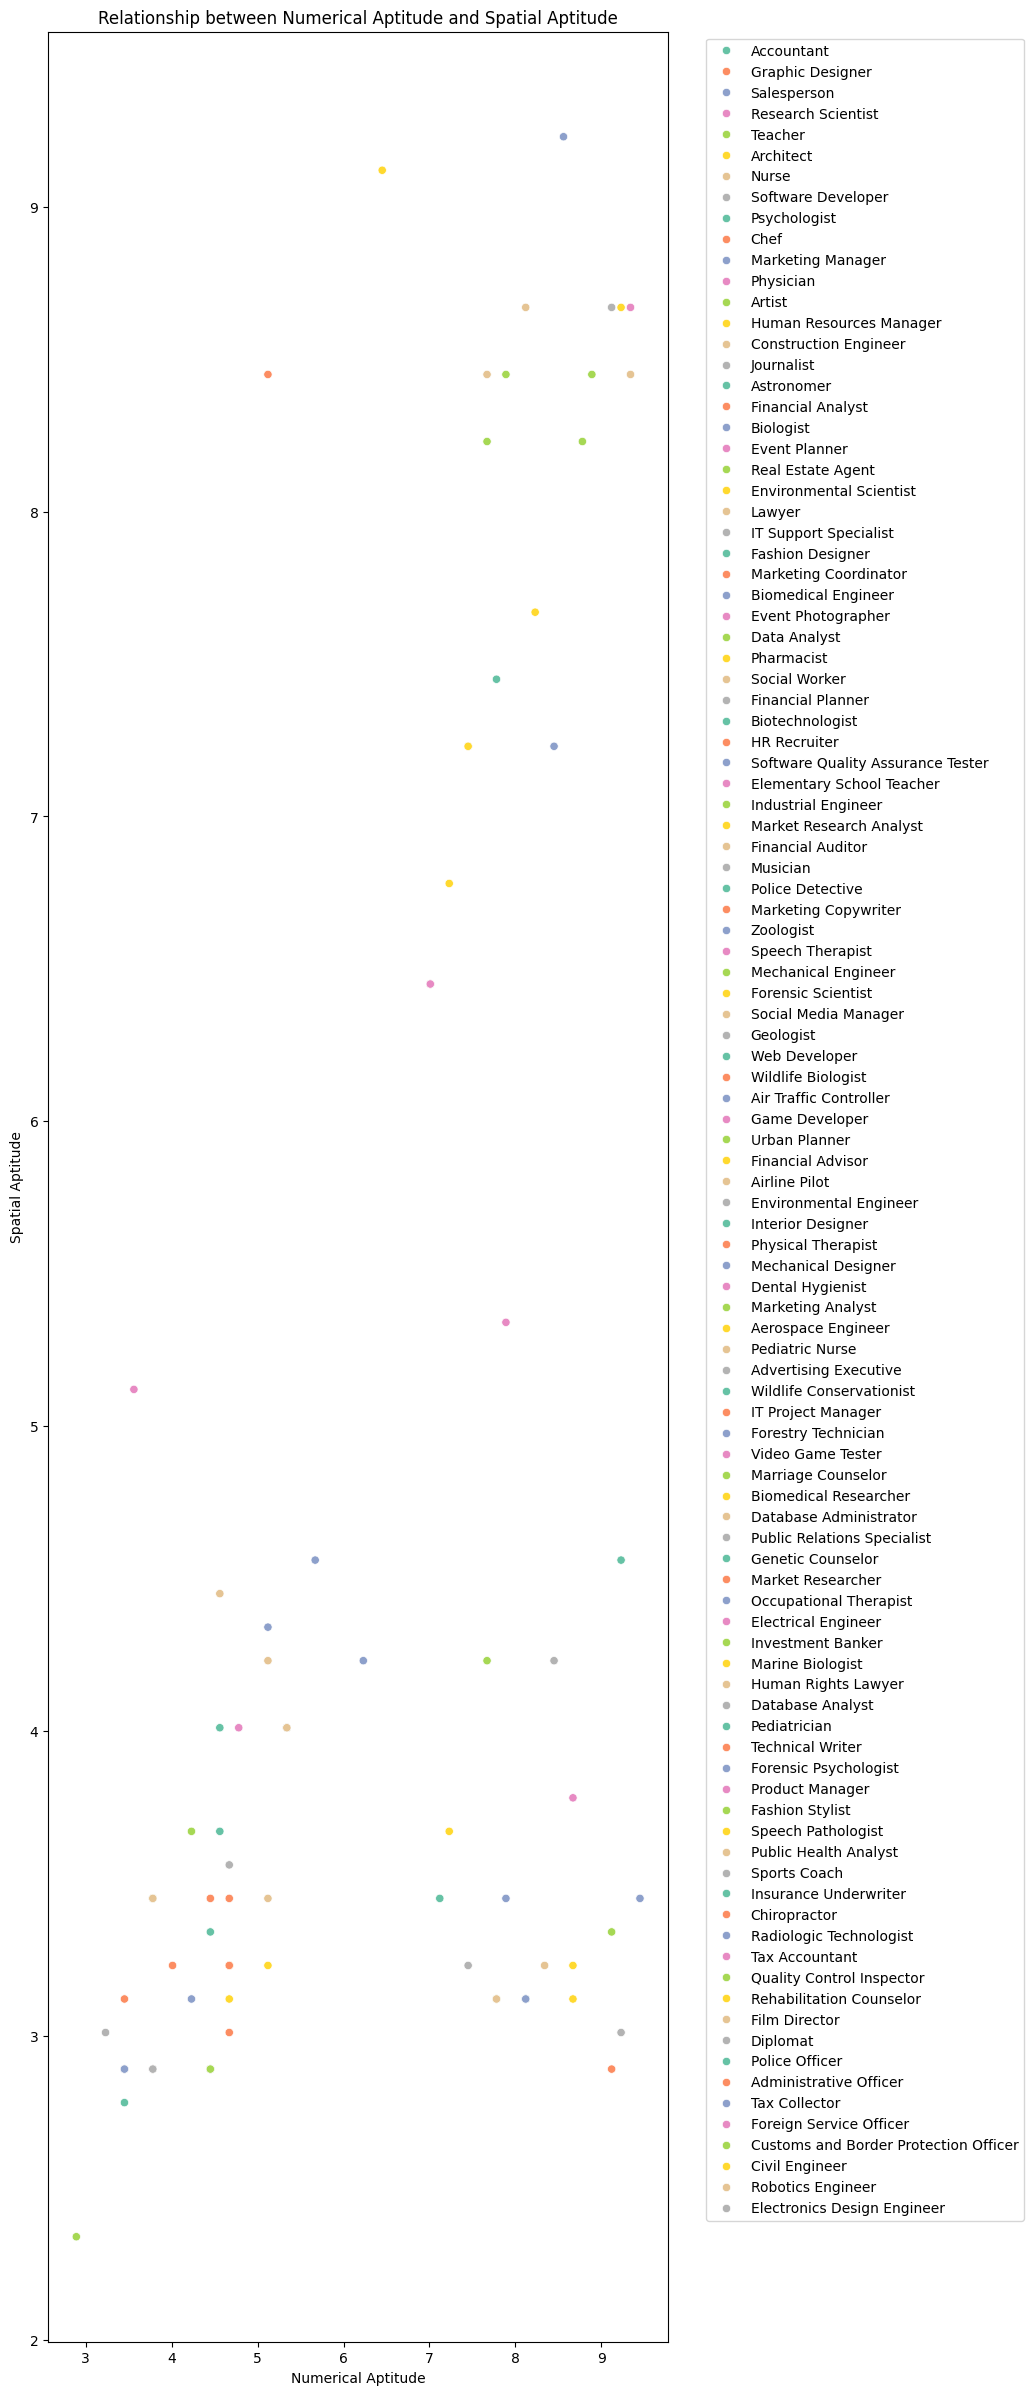 Relationship between Numerical Aptitude and Spatial Aptitude
Accountant
Graphic Designer
Salesperson
Research Scientist
Teacher
Architect
Nurse
Software Developer
Psychologist
Chef
Marketing Manager
Physician
Artist
Human Resources Manager
Construction Engineer
Journalist
Astronomer
Financial Analyst
Biologist
Event Planner
Real Estate Agent
Environmental Scientist
Lawyer
IT Support Specialist
Fashion Designer
Marketing Coordinator
Biomedical Engineer
Event Photographer
Data Analyst
Pharmacist
Social Worker
Financial Planner
Biotechnologist
HR Recruiter
Software Quality Assurance Tester
Elementary School Teacher
Industrial Engineer
Market Research Analyst
Financial Auditor
Musician
Police Detective
Marketing Copywriter
Zoologist
Speech Therapist
Mechanical Engineer
Forensic Scientist
Social Media Manager
Geologist
Web Developer
Wildlife Biologist
Air Traffic Controller
Game Developer
Urban Planner
Financial Advisor
Airline Pilot
Environmental Engineer
Interior Designer
Physical Therapist
Mechanical Designer
Dental Hygienist
Marketing Analyst
Aerospace Engineer
Pediatric Nurse
Advertising Executive
Wildlife Conservationist
IT Project Manager
Forestry Technician
Video Game Tester
Marriage Counselor
Biomedical Researcher
Database Administrator
Public Relations Specialist
Genetic Counselor
Market Researcher
Occupational Therapist
Electrical Engineer
Investment Banker
Marine Biologist
Human Rights Lawyer
Database Analyst
Pediatrician
Technical Writer
Forensic Psychologist
Product Manager
Fashion Stylist
Speech Pathologist
Public Health Analyst
Sports Coach
Insurance Underwriter
Chiropractor
Radiologic Technologist
Tax Accountant
Quality Control Inspector
Rehabilitation Counselor
Film Director
Diplomat
Police Officer
Administrative Officer
Tax Collector
Foreign Service Officer
Customs and Border Protection Officer
Civil Engineer
Robotics Engineer
Electronics Design Engineer
9
8
7
6
5
4
3
2
Spatial Aptitude
3 4 5 6 7 8 9
Numerical Aptitude